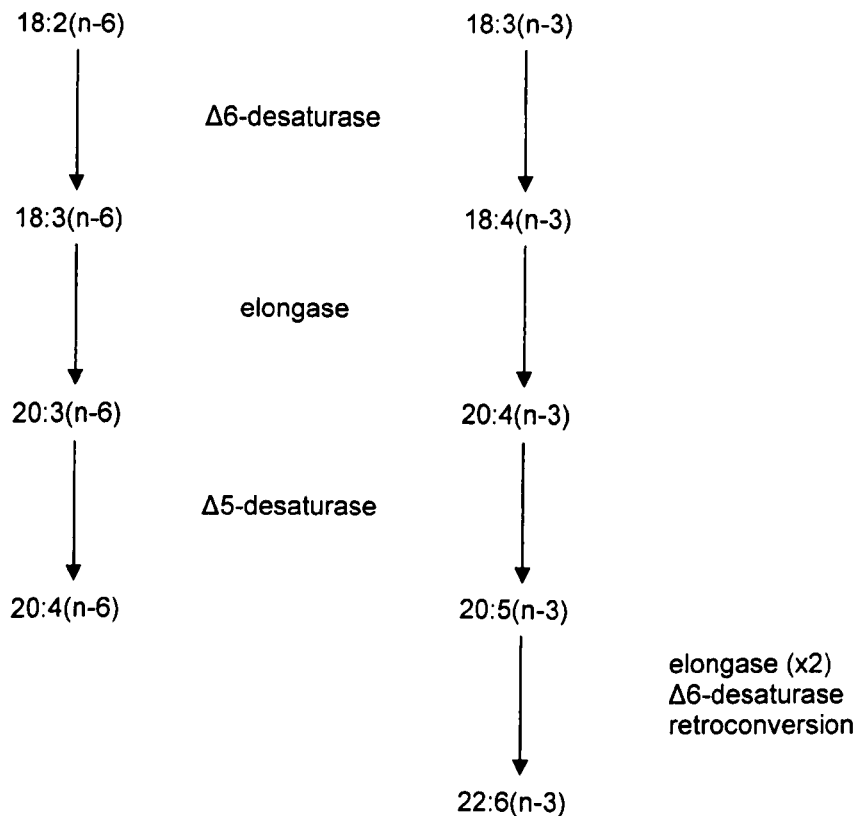 18:2(n-6)
18:3(n-3)
Δ6-desaturase
18:3(n-6)
18:4(n-3)
elongase
20:3(n-6)
20:4(n-3)
Δ5-desaturase
20:4(n-6)
20:5(n-3)
elongase (x2)
Δ6-desaturase
retroconversion
22:6(n-3)